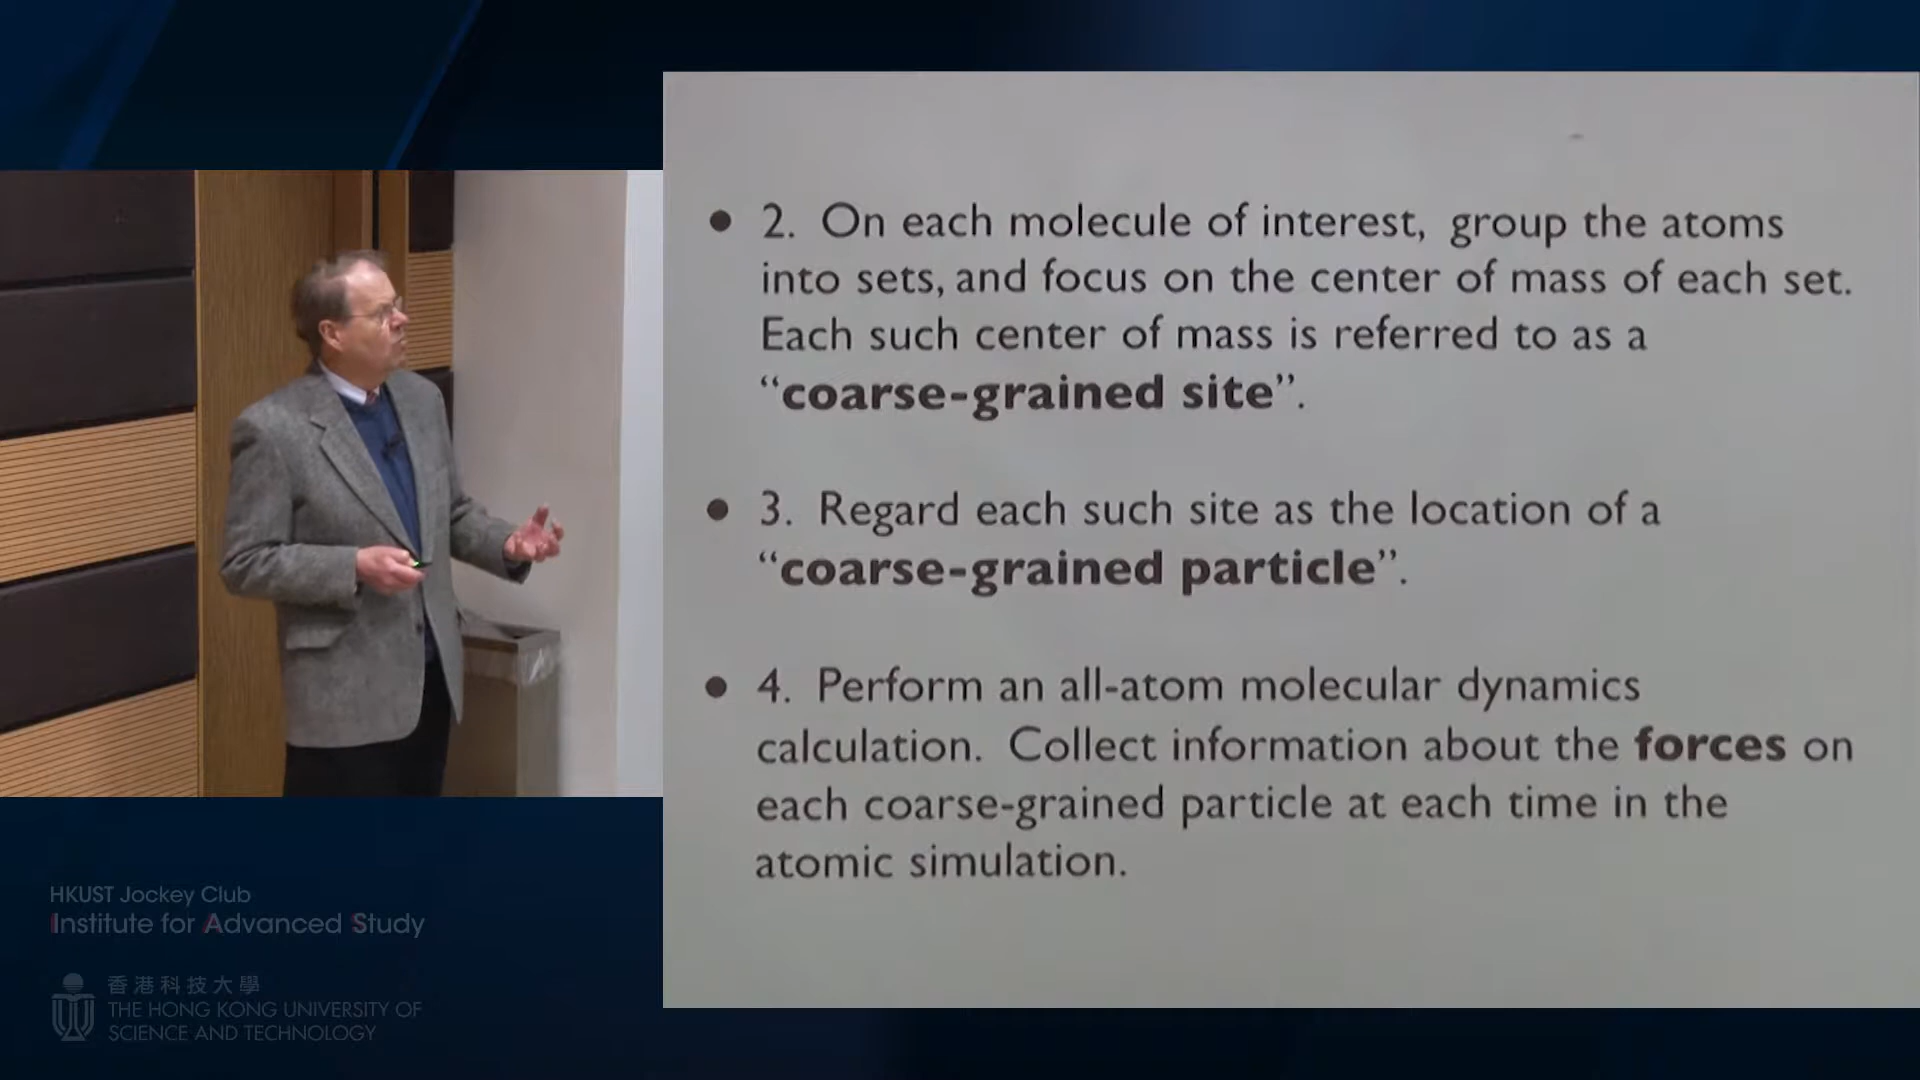 • 2. On each molecule of interest, group the atoms
into sets, and focus on the center of mass of each set.
Each such center of mass is referred to as a
“coarse-grained site”.
• 3. Regard each such site as the location of a
“coarse-grained particle”.
• 4. Perform an all-atom molecular dynamics
calculation. Collect information about the forces on
each coarse-grained particle at each time in the
atomic simulation.
HKUST Jockey Club
Institute for Advanced Study
香港科技大學
THE HONG KONG UNIVERSITY OF
SCIENCE AND TECHNOLOGY